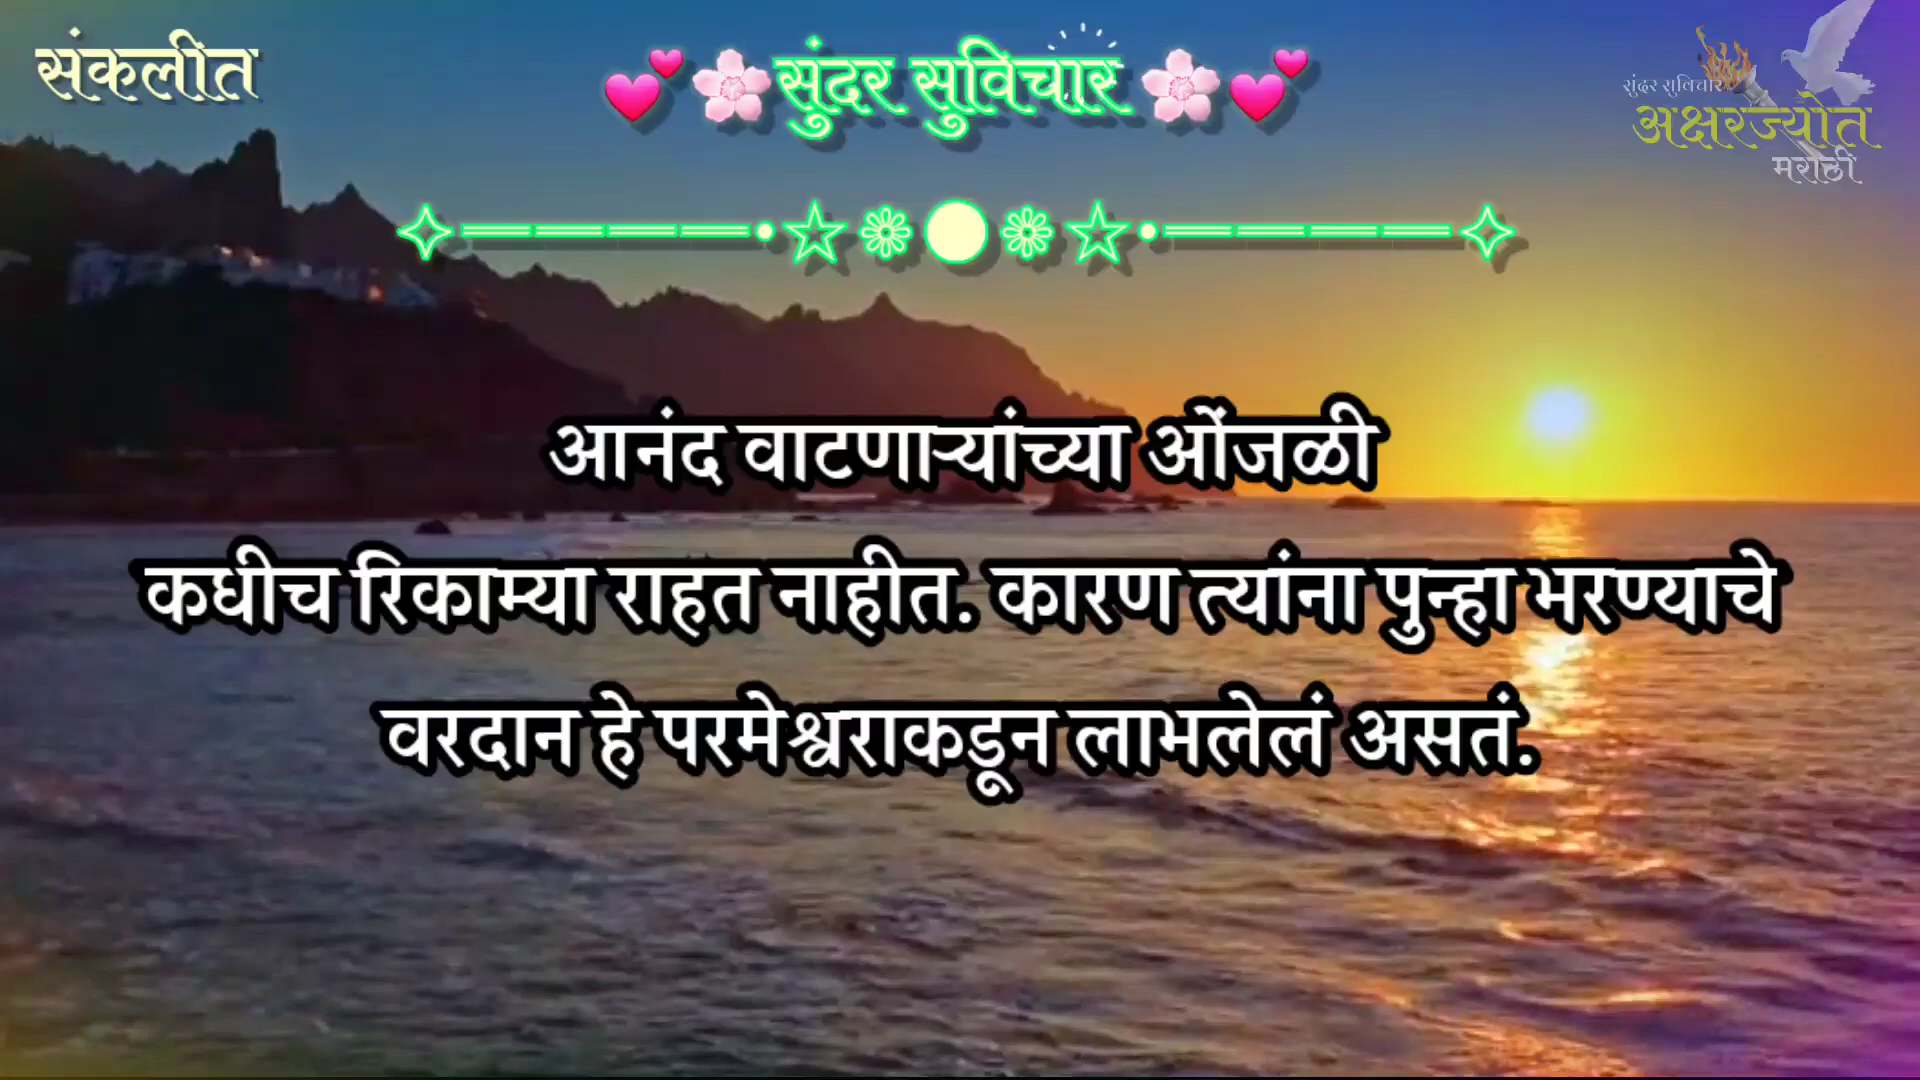 संकलीत
💕🌸सुंदर सुविचार🌸💕
सुंदर सुविचार
अक्षरज्योत
मराठी
आनंद वाटणाऱ्यांच्या ओंजळी
कधीच रिकाम्या राहत नाहीत. कारण त्यांना पुन्हा भरण्याचे
वरदान हे परमेश्वराकडून लाभलेलं असतं.